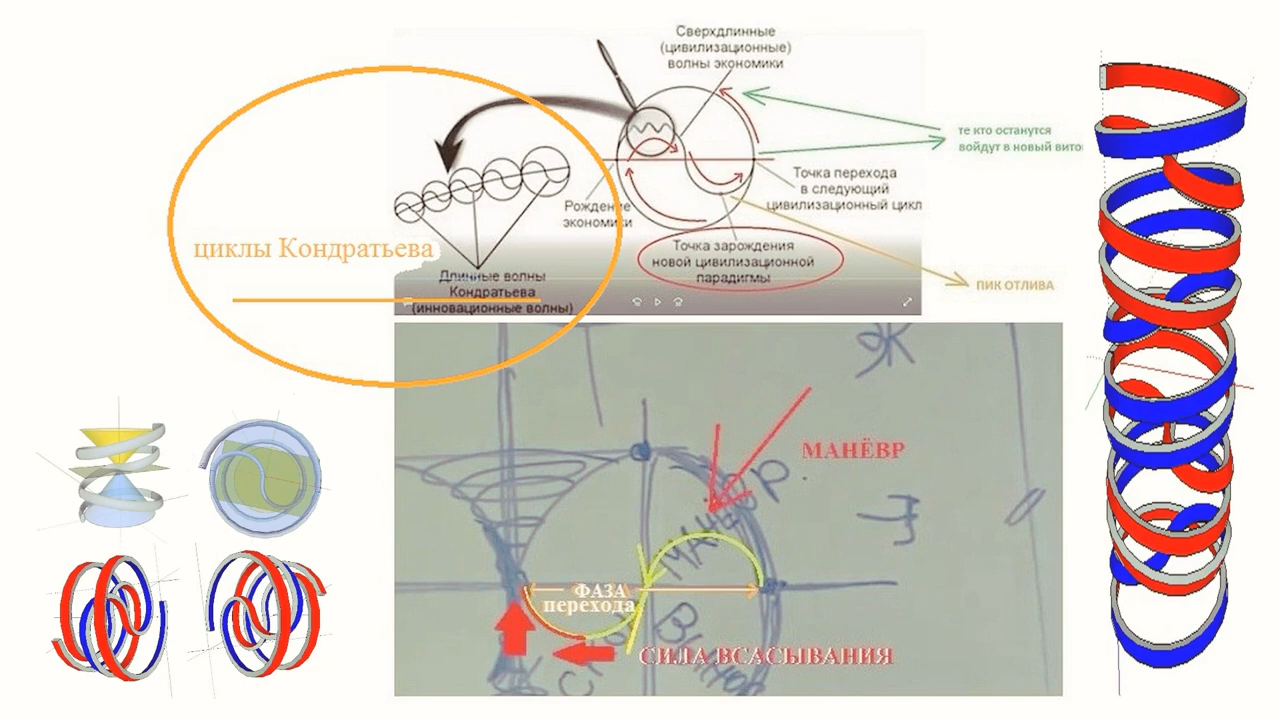 Сверхдлинные
(цивилизационные)
волны экономики
те кто останутся
войдут в новый вито
Точка перехода
в следующий
цивилизационный цикл
Рождение
экономики
циклы Кондратьева
Точка зарождения
новой цивилизационной
парадигмы
Длинные волны
Кондратьева
(инновационные волны)
ПИК ОТЛИВА
Ж
МАНЁВР
МАНЁВР
ФАЗА
перехода
СИЛА ВСАСЫВАНИЯ